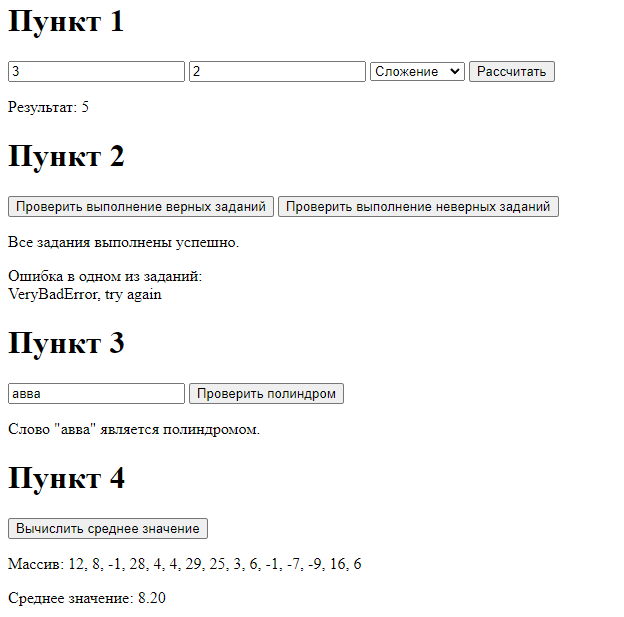 Пункт 1
3 2 Сложение Рассчитать
Результат: 5
Пункт 2
Проверить выполнение верных заданий Проверить выполнение неверных заданий
Все задания выполнены успешно.
Ошибка в одном из заданий:
VeryBadError, try again
Пункт 3
авва Проверить полиндром
Слово "авва" является полиндромом.
Пункт 4
Вычислить среднее значение
Массив: 12, 8, -1, 28, 4, 4, 29, 25, 3, 6, -1, -7, -9, 16, 6
Среднее значение: 8.20